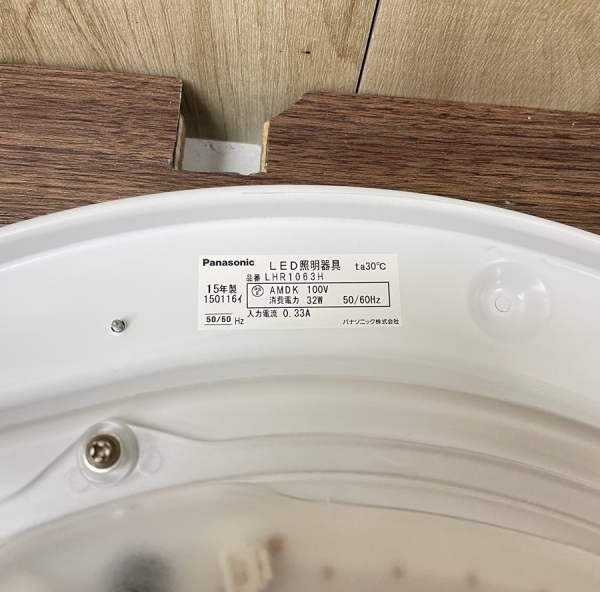 Panasonic LED照明器具 ta30℃
品番 LHR1063H
15年製 AMDK 100V
150116イ 消費電力 32W 50/60Hz
50/60 Hz 入力電流 0.33A
パナソニック株式会社